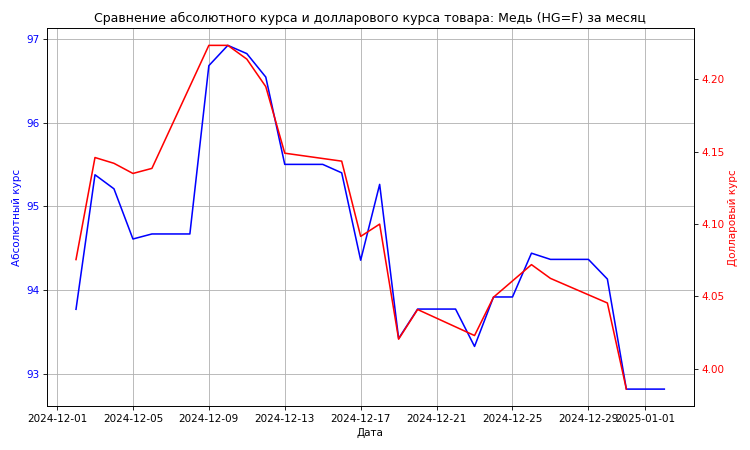 Сравнение абсолютного курса и долларового курса товара: Медь (HG=F) за месяц
97
96
95
94
93
Абсолютный курс
4.20
4.15
4.10
4.05
4.00
Долларовый курс
2024-12-01 2024-12-05 2024-12-09 2024-12-13 2024-12-17 2024-12-21 2024-12-25 2024-12-29 2025-01-01
Дата